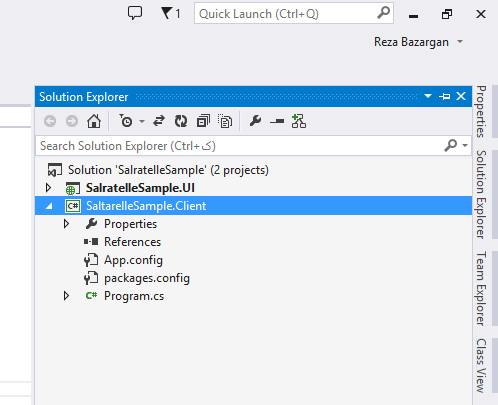 1
Quick Launch (Ctrl+Q)
Reza Bazargan
Solution Explorer
Search Solution Explorer (Ctrl+ک)
Solution 'SalratelleSample' (2 projects)
SalratelleSample.UI
C# SaltarelleSample.Client
Properties
References
App.config
packages.config
C# Program.cs
Properties
Solution Explorer
Team Explorer
Class View